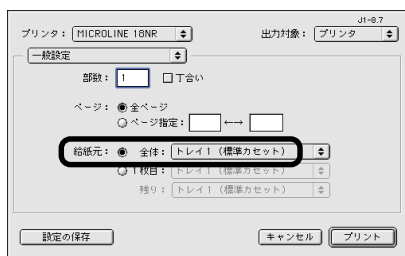 J1-8.7
プリンタ： MICROLINE 18NR 出力対象： プリンタ
一般設定
部数： 1 丁合い
ページ： 全ページ
ページ指定： ←→
給紙元： 全体： トレイ1（標準カセット）
1枚目： トレイ1（標準カセット）
残り： トレイ1（標準カセット）
設定の保存 キャンセル プリント